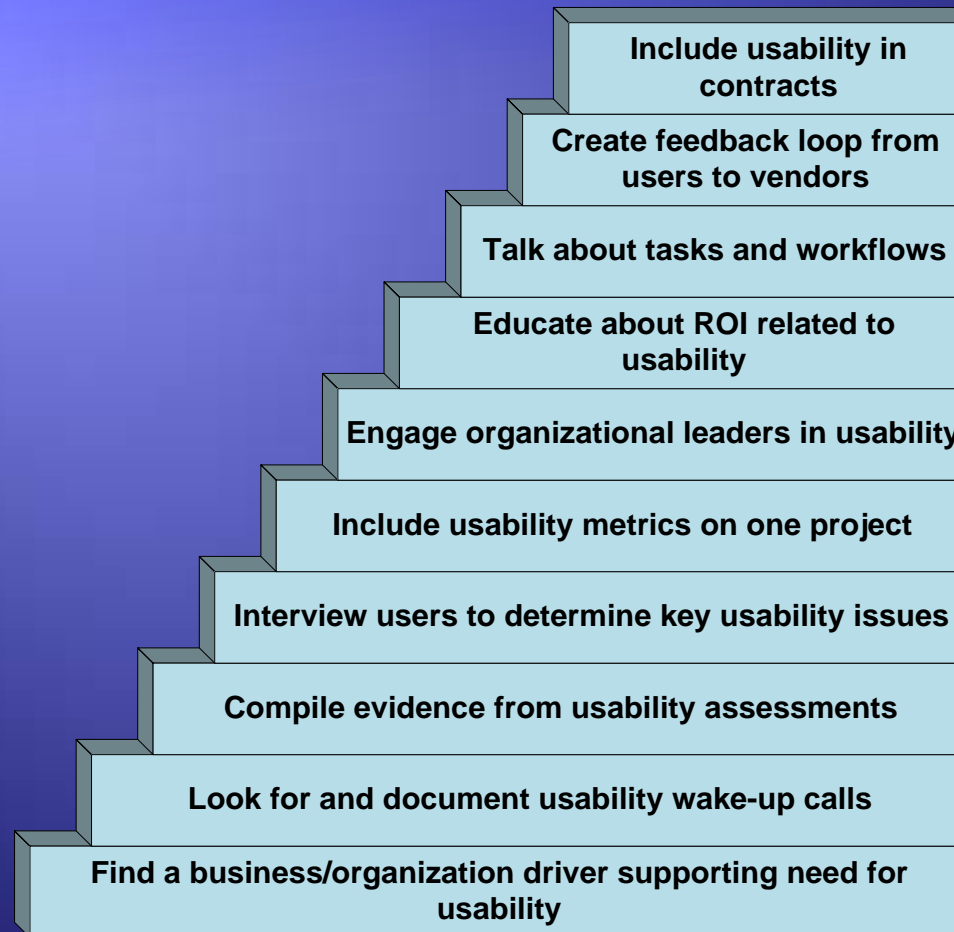 Include usability in
contracts
Create feedback loop from
users to vendors
Talk about tasks and workflows
Educate about ROI related to
usability
Engage organizational leaders in usability
Include usability metrics on one project
Interview users to determine key usability issues
Compile evidence from usability assessments
Look for and document usability wake-up calls
Find a business/organization driver supporting need for
usability